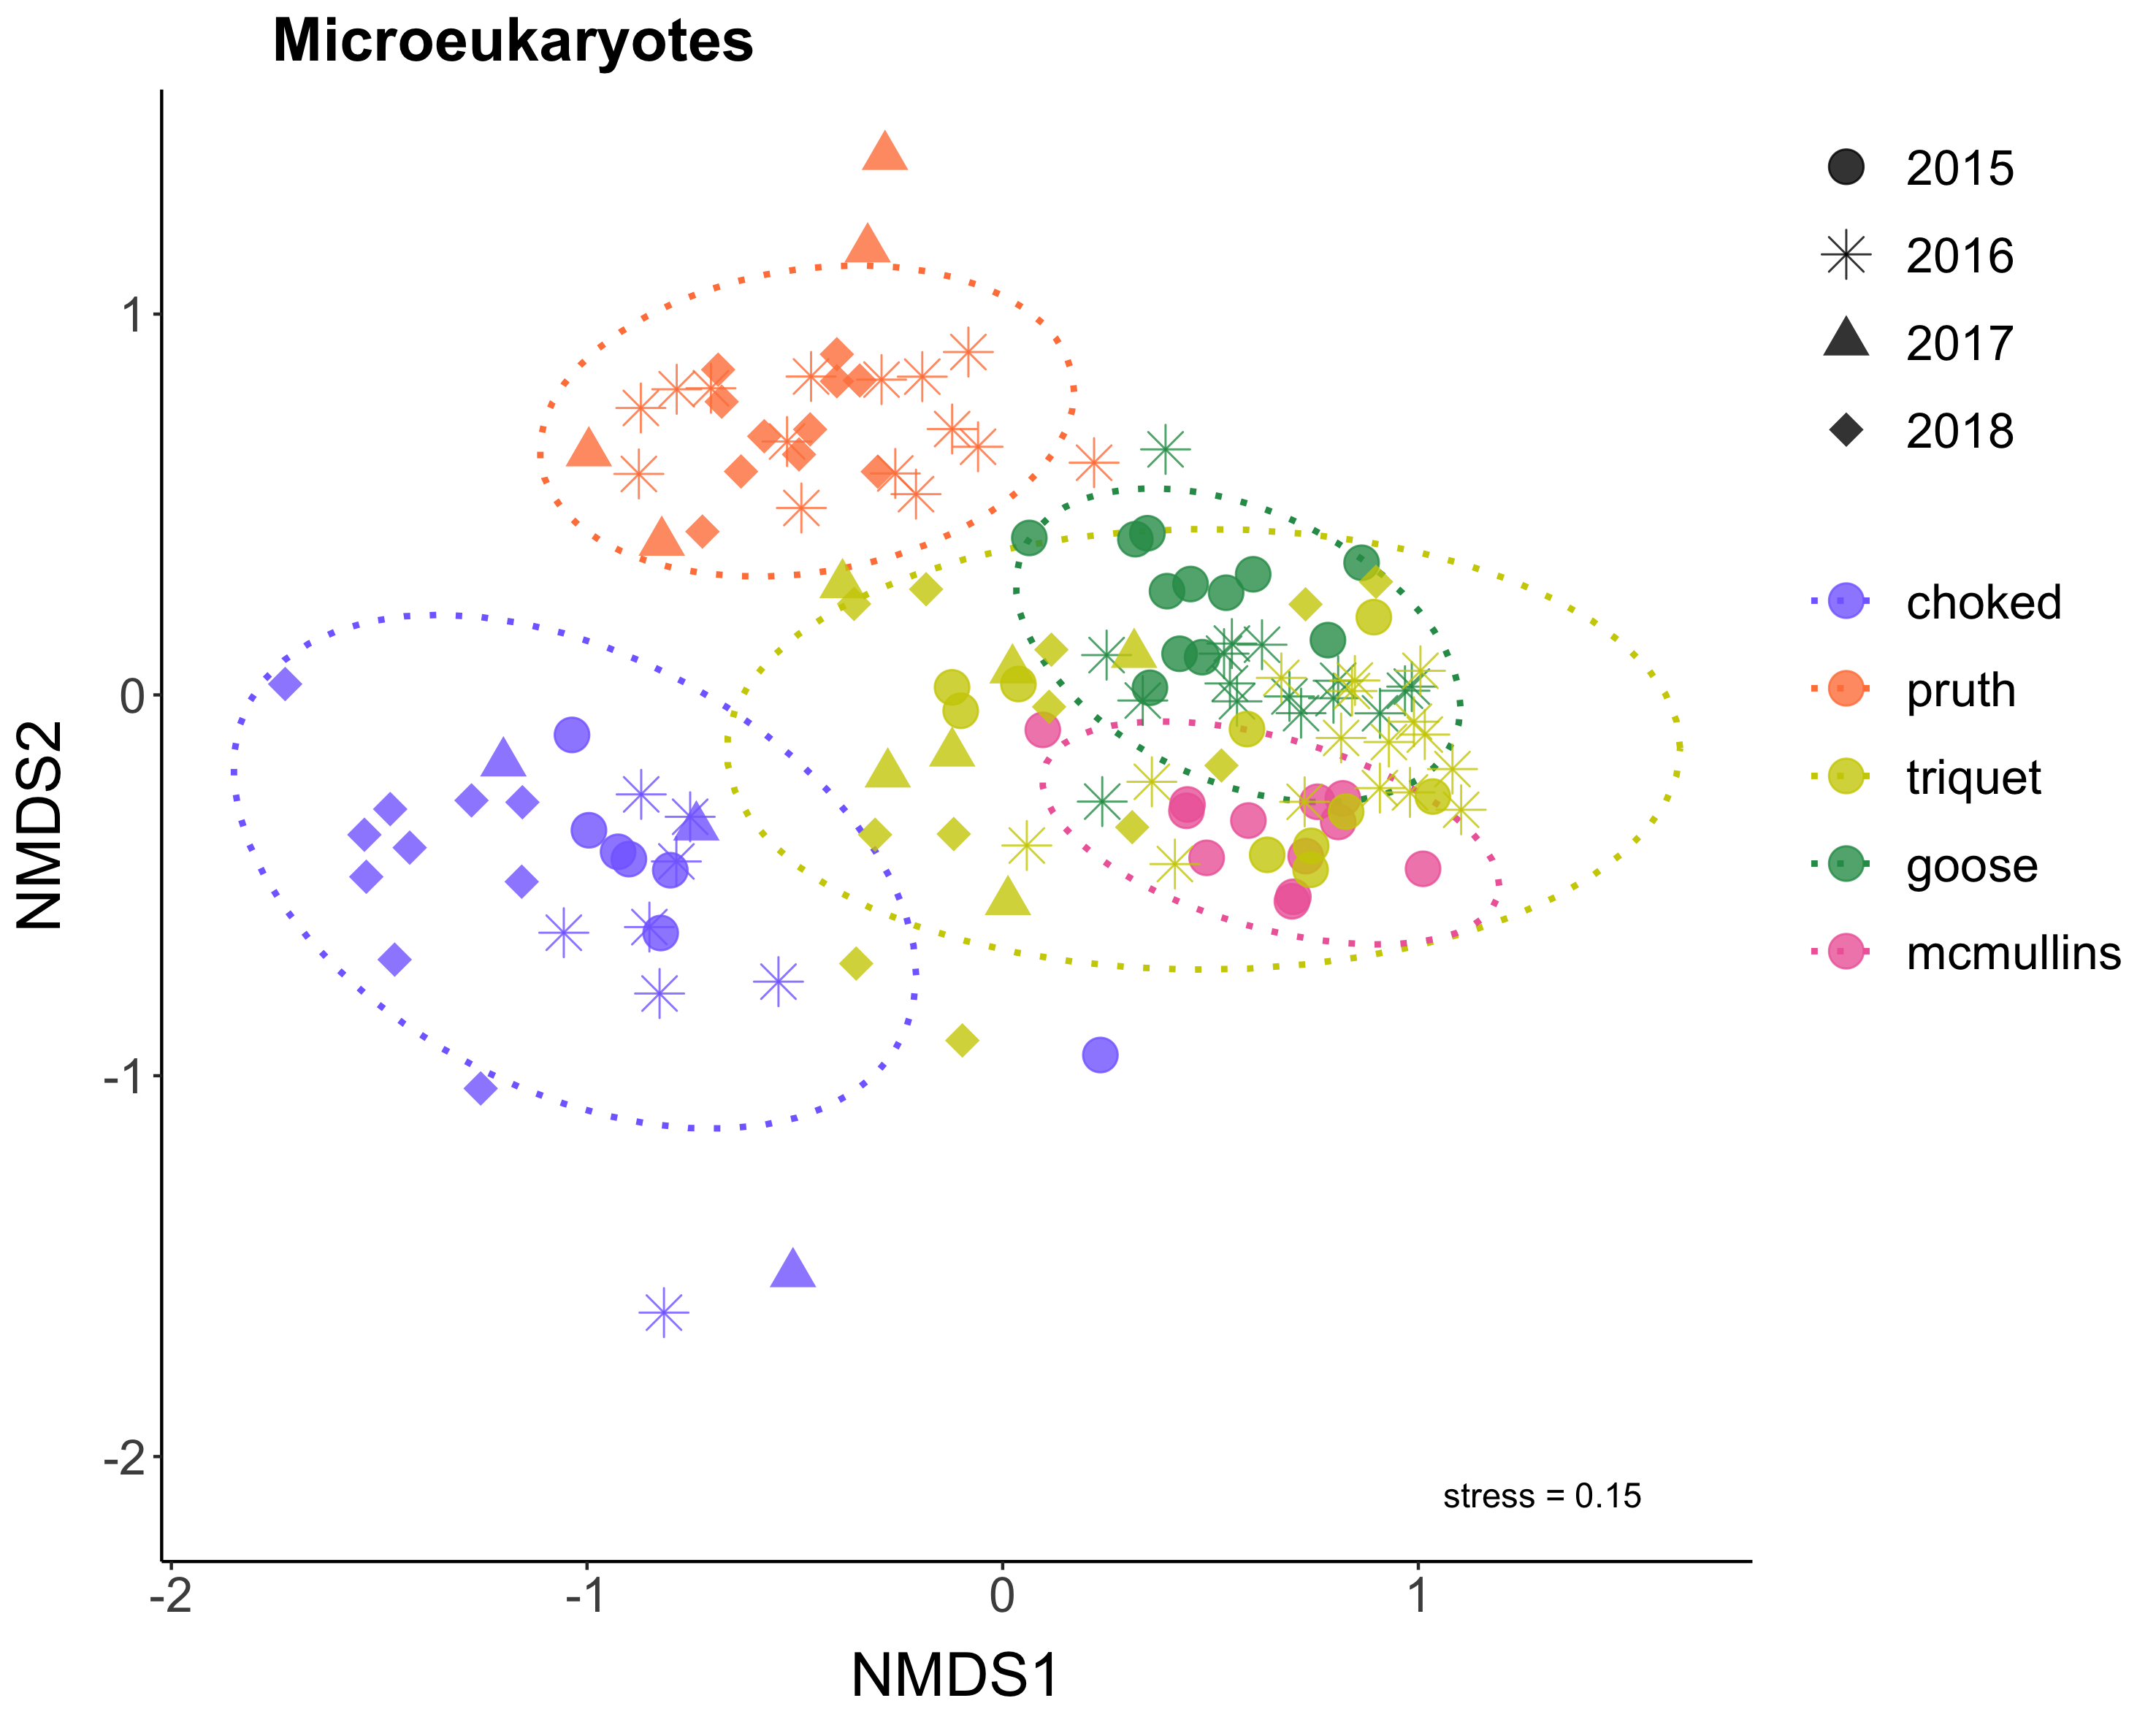 Microeukaryotes
2015
2016
2017
2018
choked
pruth
triquet
goose
mcmullins
NMDS2
1
0
-1
-2
stress = 0.15
-2
-1
0
1
NMDS1